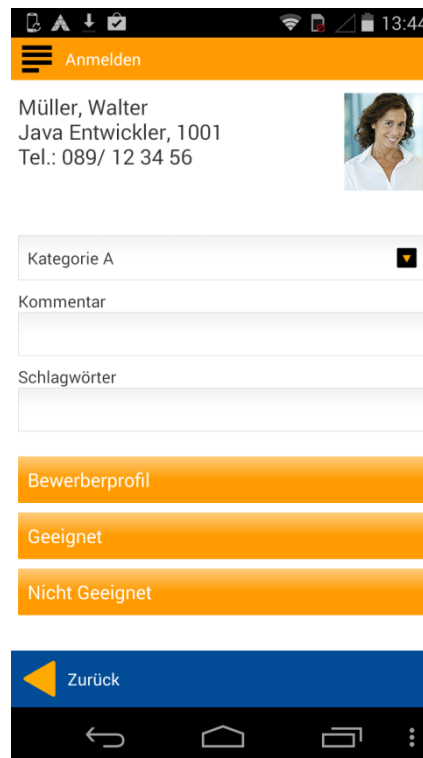 13:44
Anmelden
Müller, Walter
Java Entwickler, 1001
Tel.: 089/ 12 34 56
Kategorie A
Kommentar
Schlagwörter
Bewerberprofil
Geeignet
Nicht Geeignet
Zurück